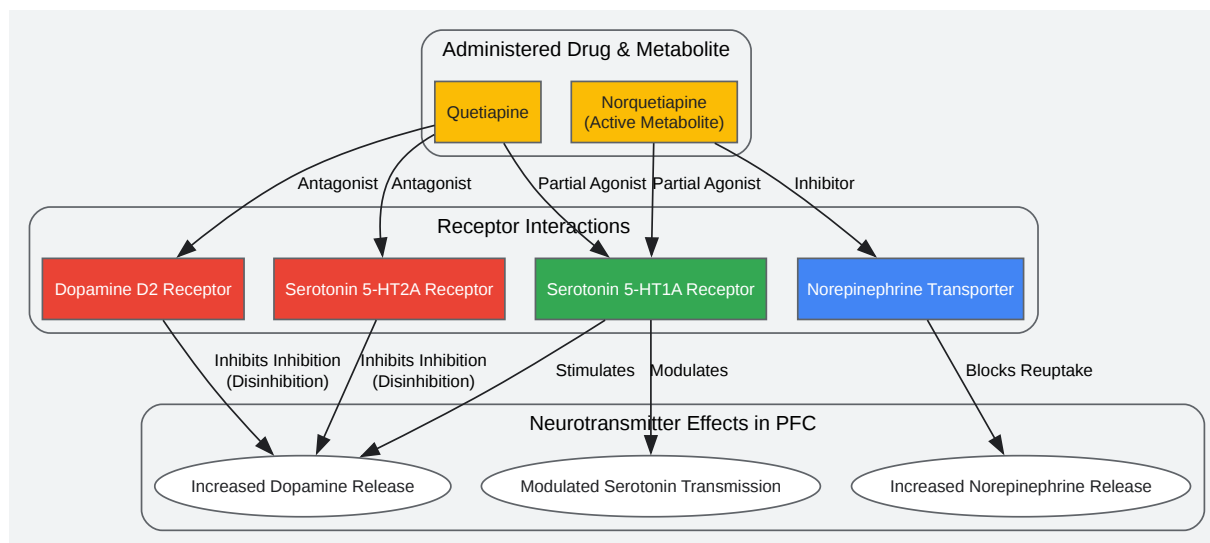 Administered Drug & Metabolite
Quetiapine
Norquetiapine
(Active Metabolite)
Antagonist
Antagonist
Partial Agonist
Partial Agonist
Inhibitor
Receptor Interactions
Dopamine D2 Receptor
Serotonin 5-HT2A Receptor
Serotonin 5-HT1A Receptor
Norepinephrine Transporter
Inhibits Inhibition
(Disinhibition)
Inhibits Inhibition
(Disinhibition)
Stimulates
Modulates
Blocks Reuptake
Neurotransmitter Effects in PFC
Increased Dopamine Release
Modulated Serotonin Transmission
Increased Norepinephrine Release